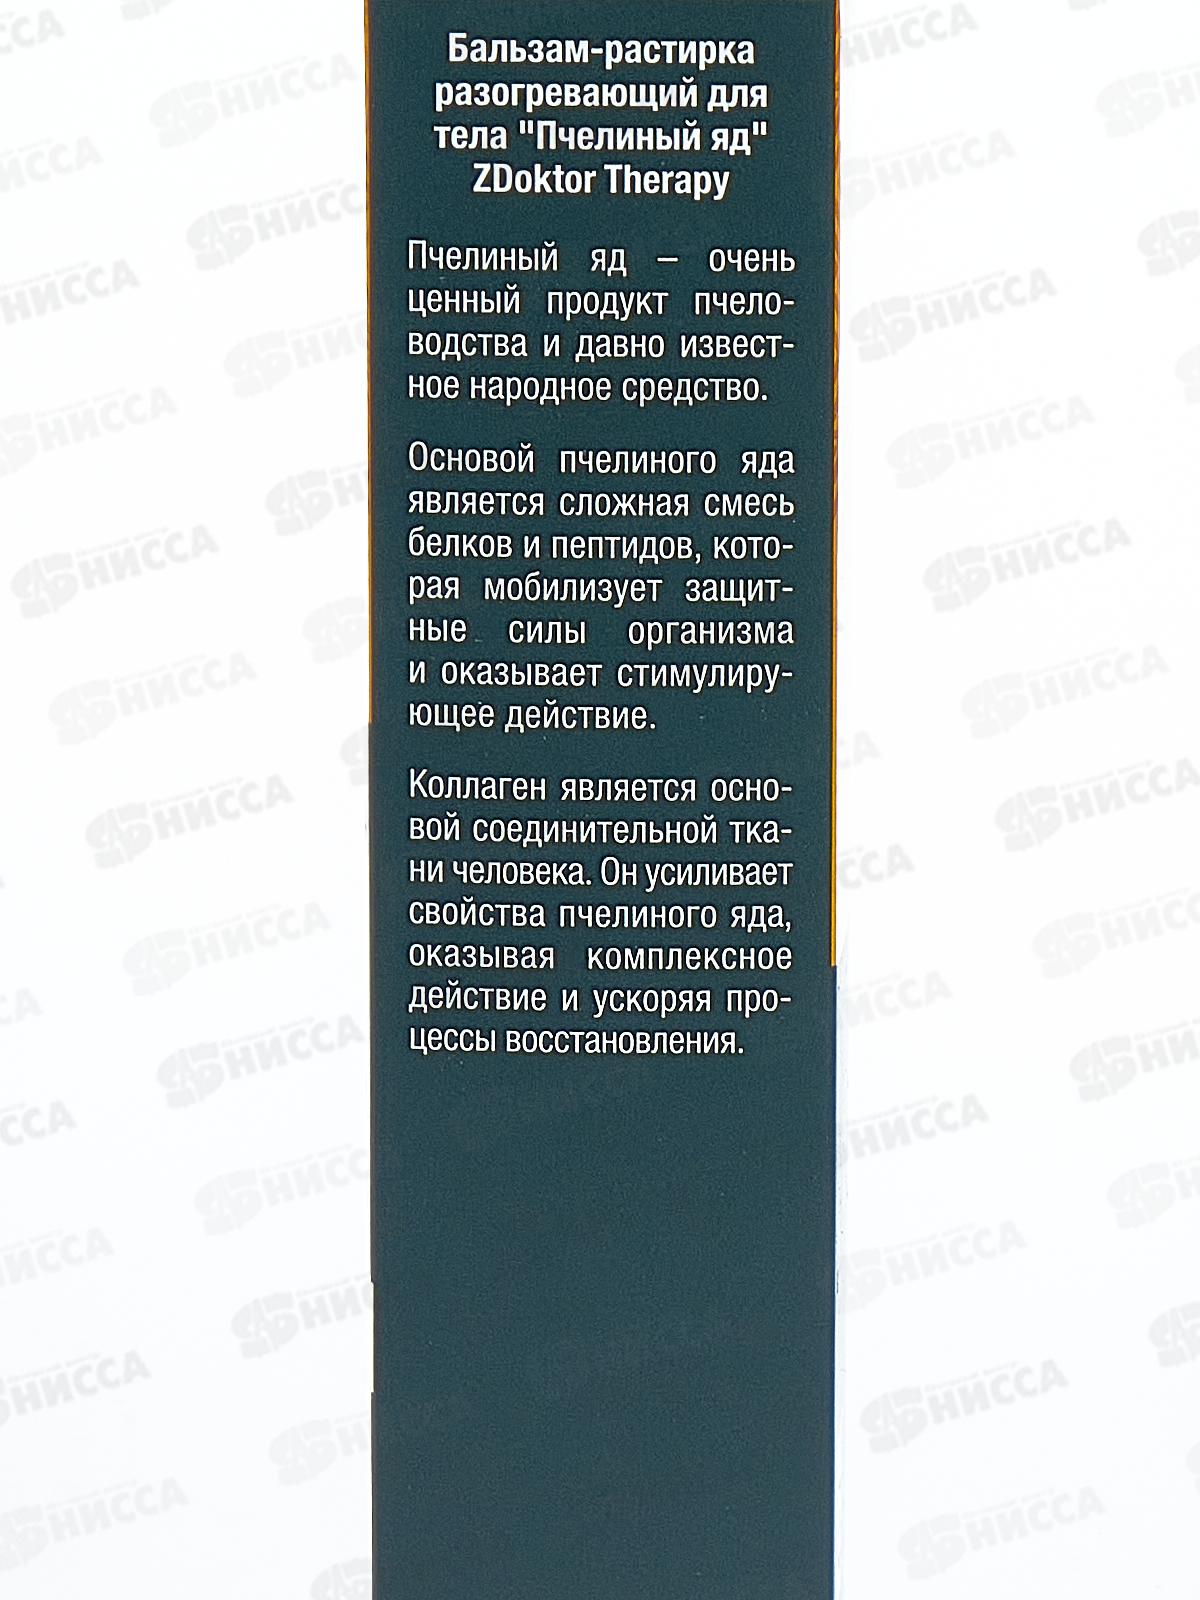 Бальзам-растирка
разогревающий для
тела "Пчелиный яд"
ZDoktor Therapy
Пчелиный яд – очень
ценный продукт пчело-
водства и давно извест-
ное народное средство.
Основой пчелиного яда
является сложная смесь
белков и пептидов, кото-
рая мобилизует защит-
ные силы организма
и оказывает стимулиру-
ющее действие.
Коллаген является осно-
вой соединительной тка-
ни человека. Он усиливает
свойства пчелиного яда,
оказывая комплексное
действие и ускоряя про-
цессы восстановления.